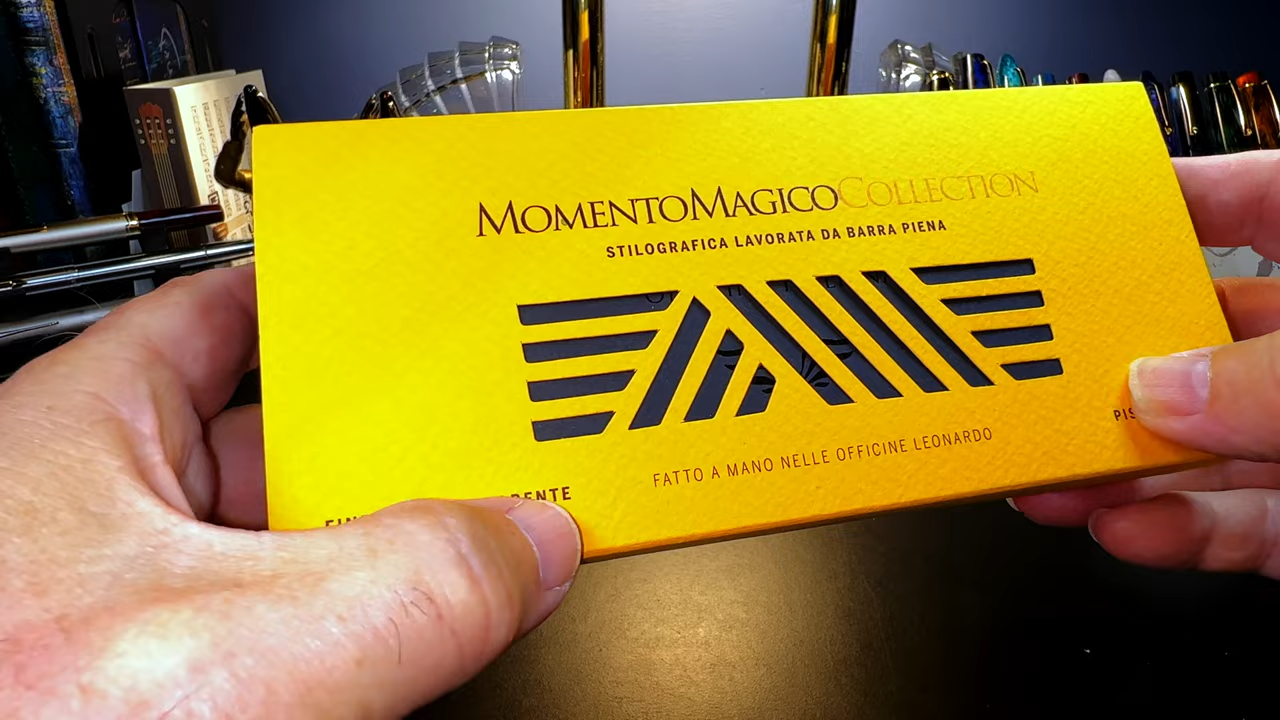 MOMENTOMAGICOCOLLECTION
STILOGRAFICA LAVORATA DA BARRA PIENA
FATTO A MANO NELLE OFFICINE LEONARDO